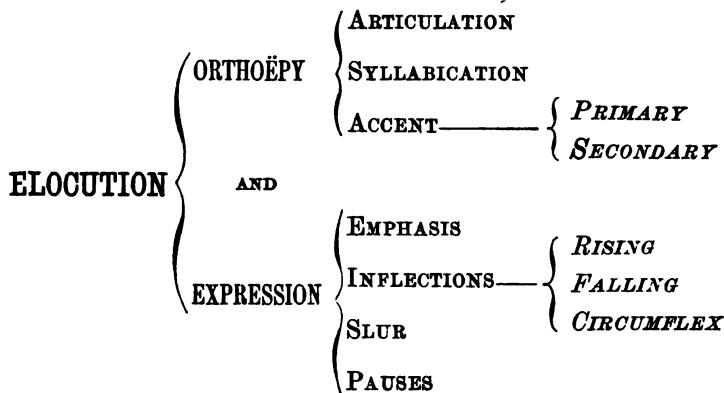 ARTICULATION
ORTHOËPY
SYLLABICATION
ACCENT
PRIMARY
SECONDARY
ELOCUTION
AND
EMPHASIS
EXPRESSION
INFLECTIONS
RISING
FALLING
CIRCUMFLEX
SLUR
PAUSES